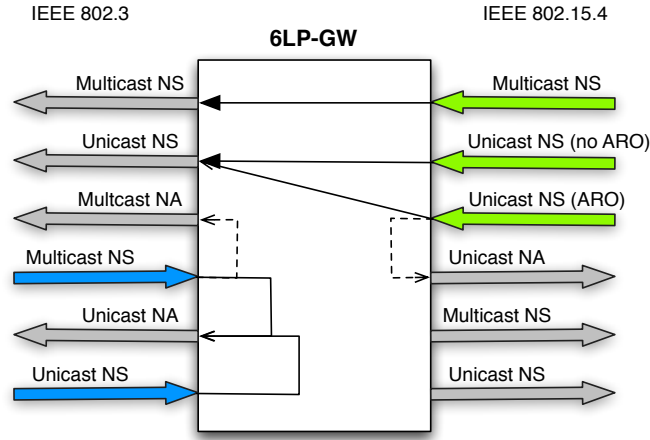 IEEE 802.3
IEEE 802.15.4
6LP-GW
Multicast NS
Multicast NS
Unicast NS
Unicast NS (no ARO)
Multcast NA
Unicast NS (ARO)
Multicast NS
Unicast NA
Unicast NA
Multicast NS
Unicast NS
Unicast NS